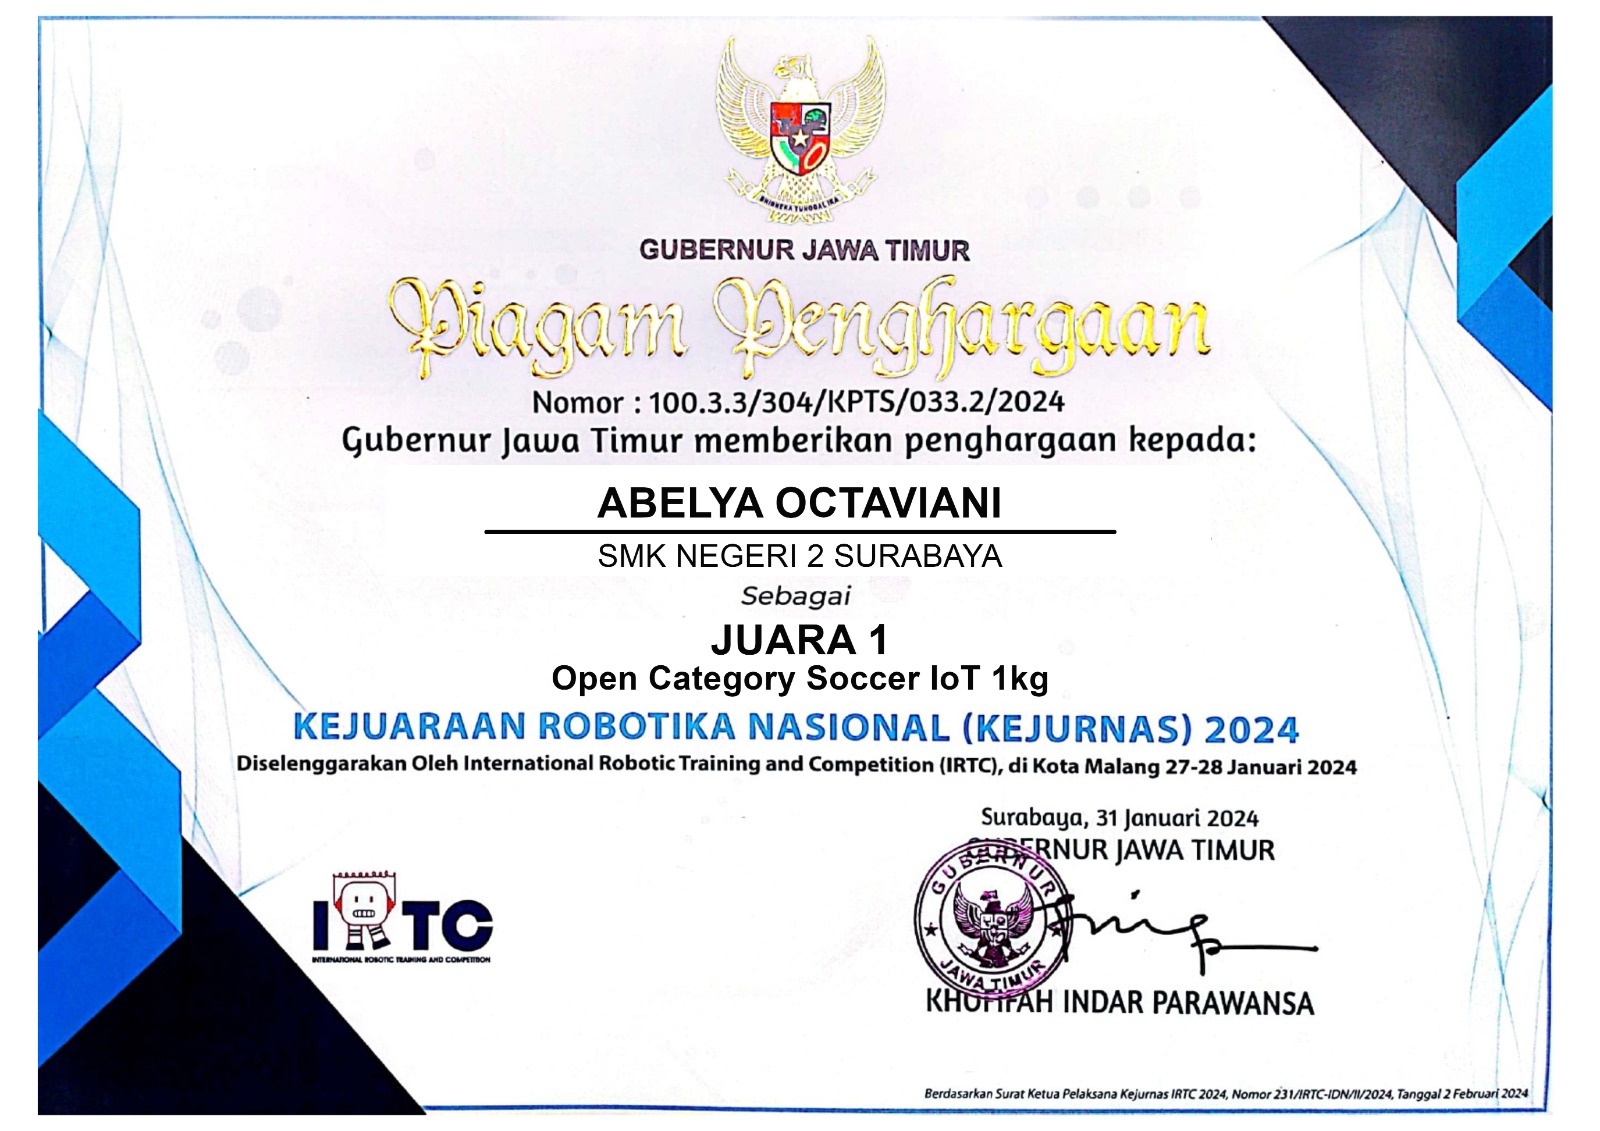 BHINNEKA TUNGGAL IKA
GUBERNUR JAWA TIMUR
Piagam Penghargaan
Nomor : 100.3.3/304/KPTS/033.2/2024
Gubernur Jawa Timur memberikan penghargaan kepada:
ABELYA OCTAVIANI
SMK NEGERI 2 SURABAYA
Sebagai
JUARA 1
Open Category Soccer IoT 1kg
KEJUARAAN ROBOTIKA NASIONAL (KEJURNAS) 2024
Diselenggarakan Oleh International Robotic Training and Competition (IRTC), di Kota Malang 27-28 Januari 2024
Surabaya, 31 Januari 2024
GUBERNUR JAWA TIMUR
GUBERNUR
JAWA TIMUR
KHOFIFAH INDAR PARAWANSA
IRTC
INTERNATIONAL ROBOTIC TRAINING AND COMPETITION
Berdasarkan Surat Ketua Pelaksana Kejurnas IRTC 2024, Nomor 231/IRTC-IDN/II/2024, Tanggal 2 Februari 2024